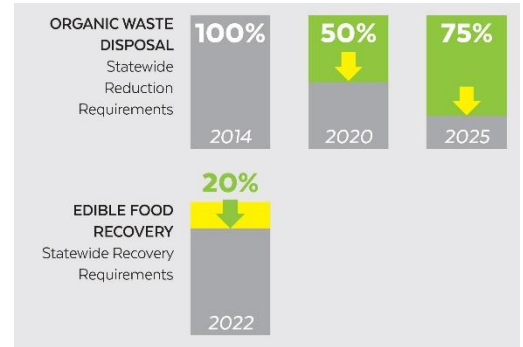 ORGANIC WASTE
DISPOSAL
Statewide
Reduction
Requirements
100%
2014
50%
2020
75%
2025
EDIBLE FOOD
RECOVERY
Statewide Recovery
Requirements
20%
2022